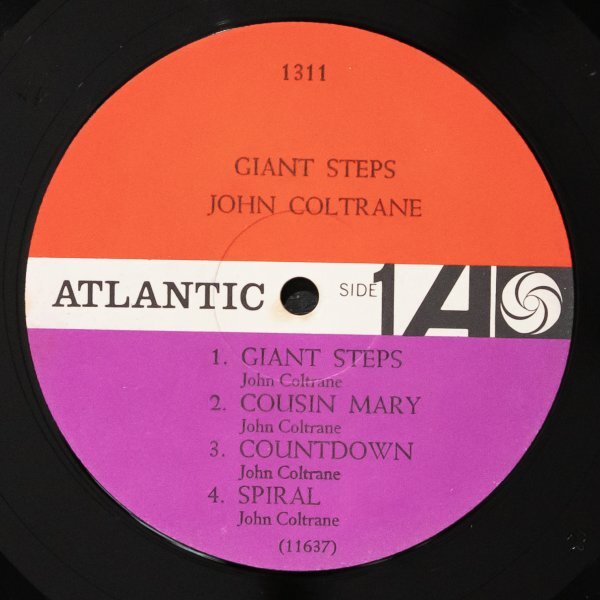 1311
GIANT STEPS
JOHN COLTRANE
ATLANTIC SIDE 1 A
1. GIANT STEPS
John Coltrane
2. COUSIN MARY
John Coltrane
3. COUNTDOWN
John Coltrane
4. SPIRAL
John Coltrane
(11637)